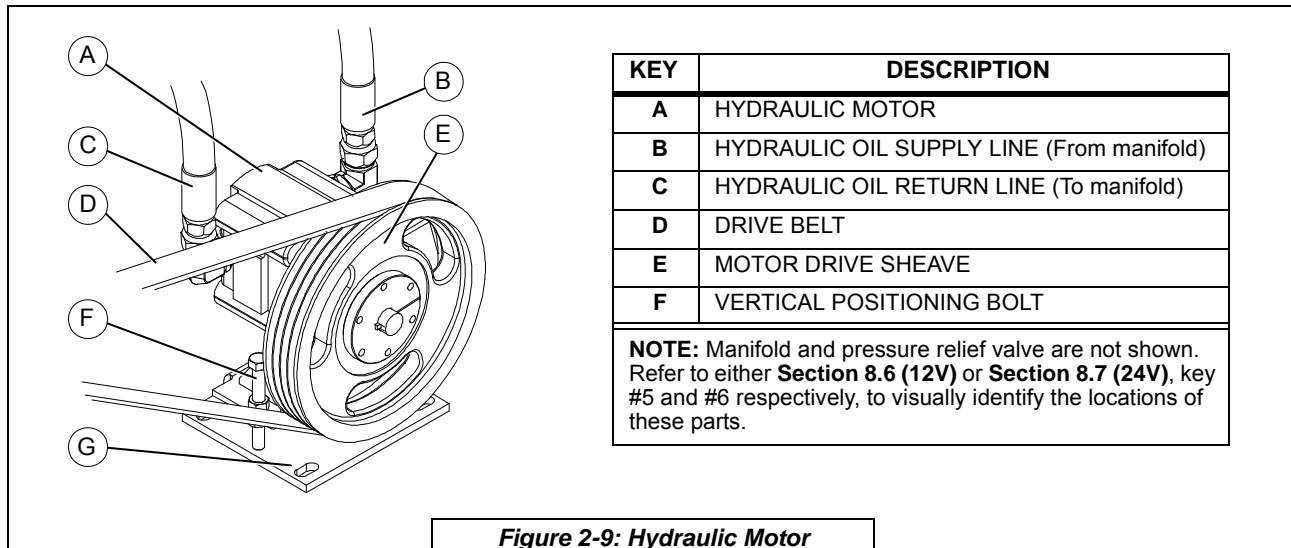 A
B
E
C
D
F
G
KEY DESCRIPTION
A HYDRAULIC MOTOR
B HYDRAULIC OIL SUPPLY LINE (From manifold)
C HYDRAULIC OIL RETURN LINE (To manifold)
D DRIVE BELT
E MOTOR DRIVE SHEAVE
F VERTICAL POSITIONING BOLT
NOTE: Manifold and pressure relief valve are not shown.
Refer to either Section 8.6 (12V) or Section 8.7 (24V), key
#5 and #6 respectively, to visually identify the locations of
these parts.
Figure 2-9: Hydraulic Motor